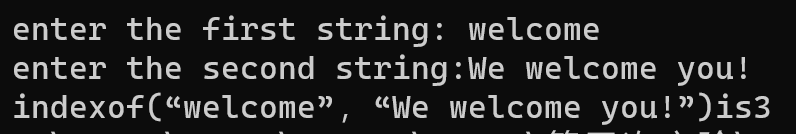 enter the first string: welcome
enter the second string:We welcome you!
indexof(“welcome”, “We welcome you!”)is3